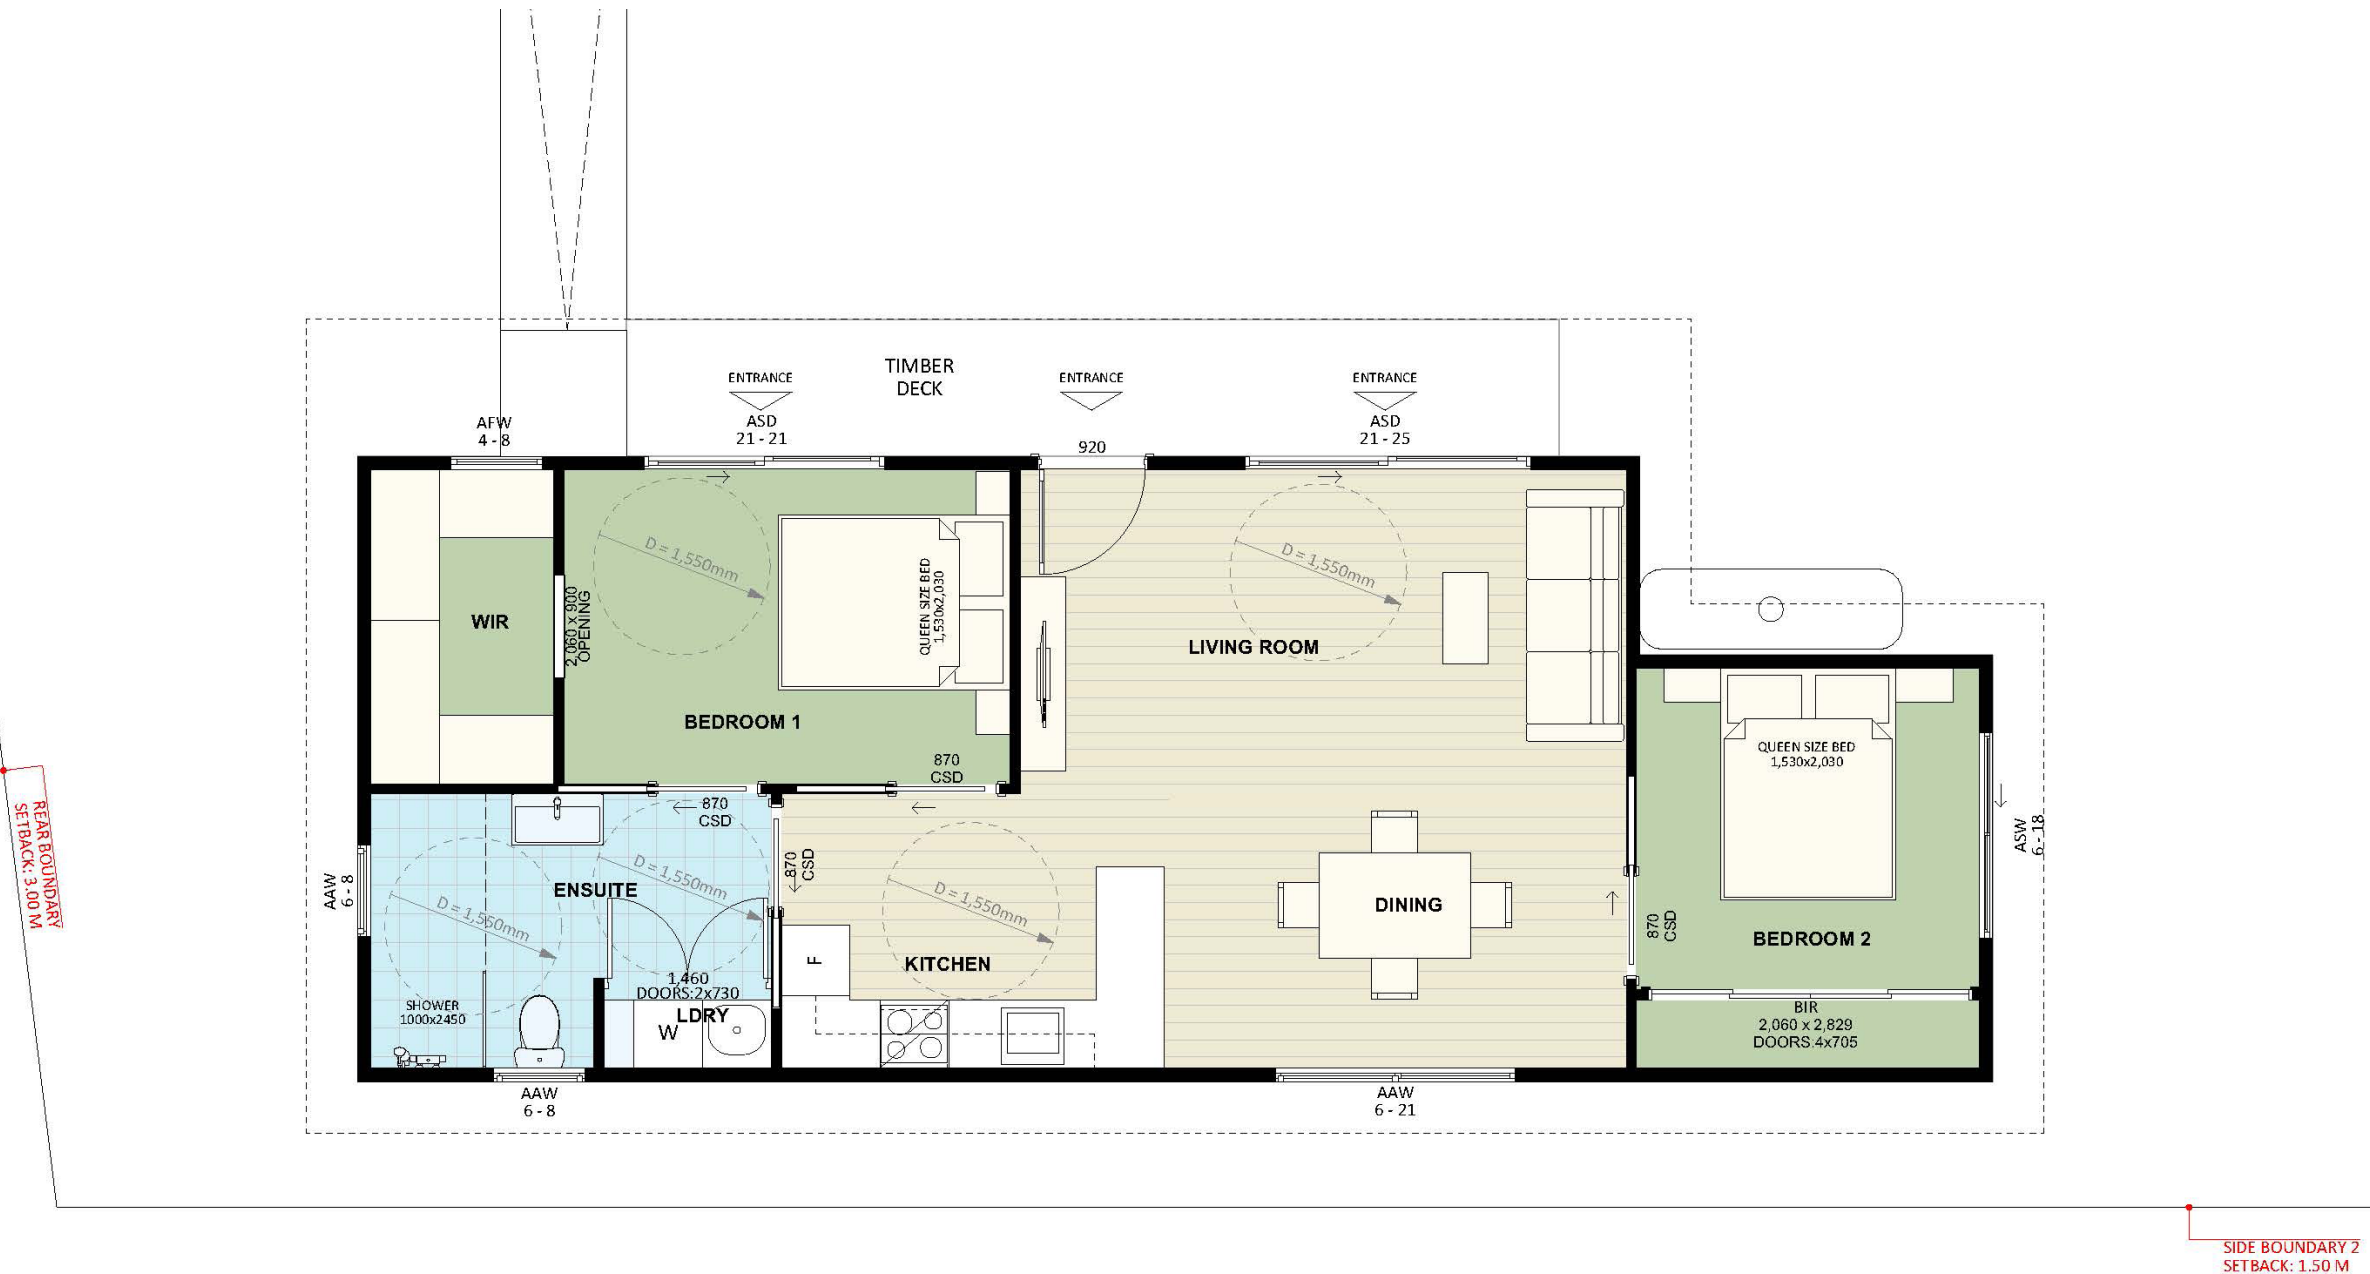 TIMBER
DECK
ENTRANCE
ENTRANCE
ENTRANCE
AFW
4 - 8
ASD
21 - 21
920
ASD
21 - 25
D = 1,550mm
D = 1,550mm
QUEEN SIZE BED
1,530x2,030
WIR
2,060 x 900
OPENING
LIVING ROOM
BEDROOM 1
870
CSD
QUEEN SIZE BED
1,530x2,030
870
CSD
870
CSD
ASW
6 - 18
REAR BOUNDARY
SETBACK: 3.00 M
AAW
6 - 8
ENSUITE
D = 1,550mm
D = 1,550mm
D = 1,550mm
DINING
870
CSD
BEDROOM 2
F
KITCHEN
1,460
DOORS:2x730
SHOWER
1000x2450
LDRY
W
BIR
2,060 x 2,829
DOORS:4x705
AAW
6 - 8
AAW
6 - 21
SIDE BOUNDARY 2
SETBACK: 1.50 M